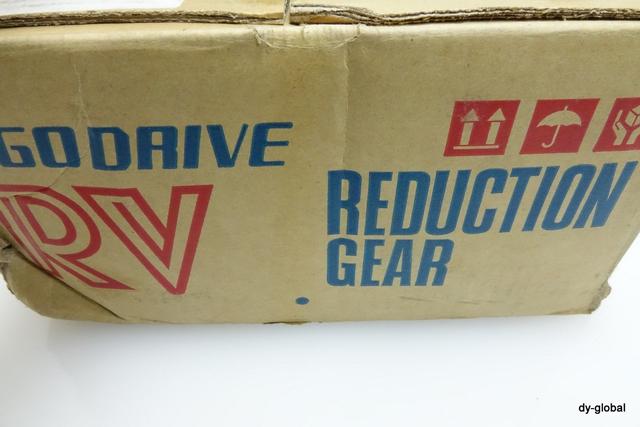 GODRIVE
RV
REDUCTION
GEAR
dy-global